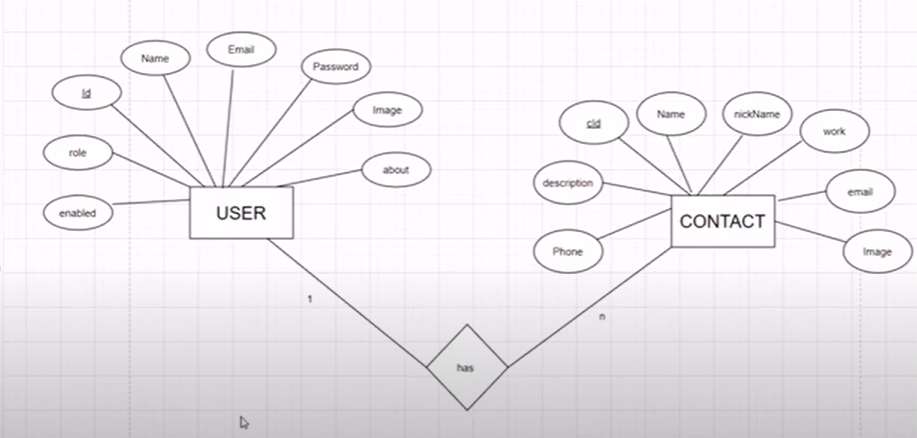 Email
Name
Password
Id
Image
role
about
enabled
USER
Name
nickName
cId
work
description
email
CONTACT
Phone
Image
1
n
has